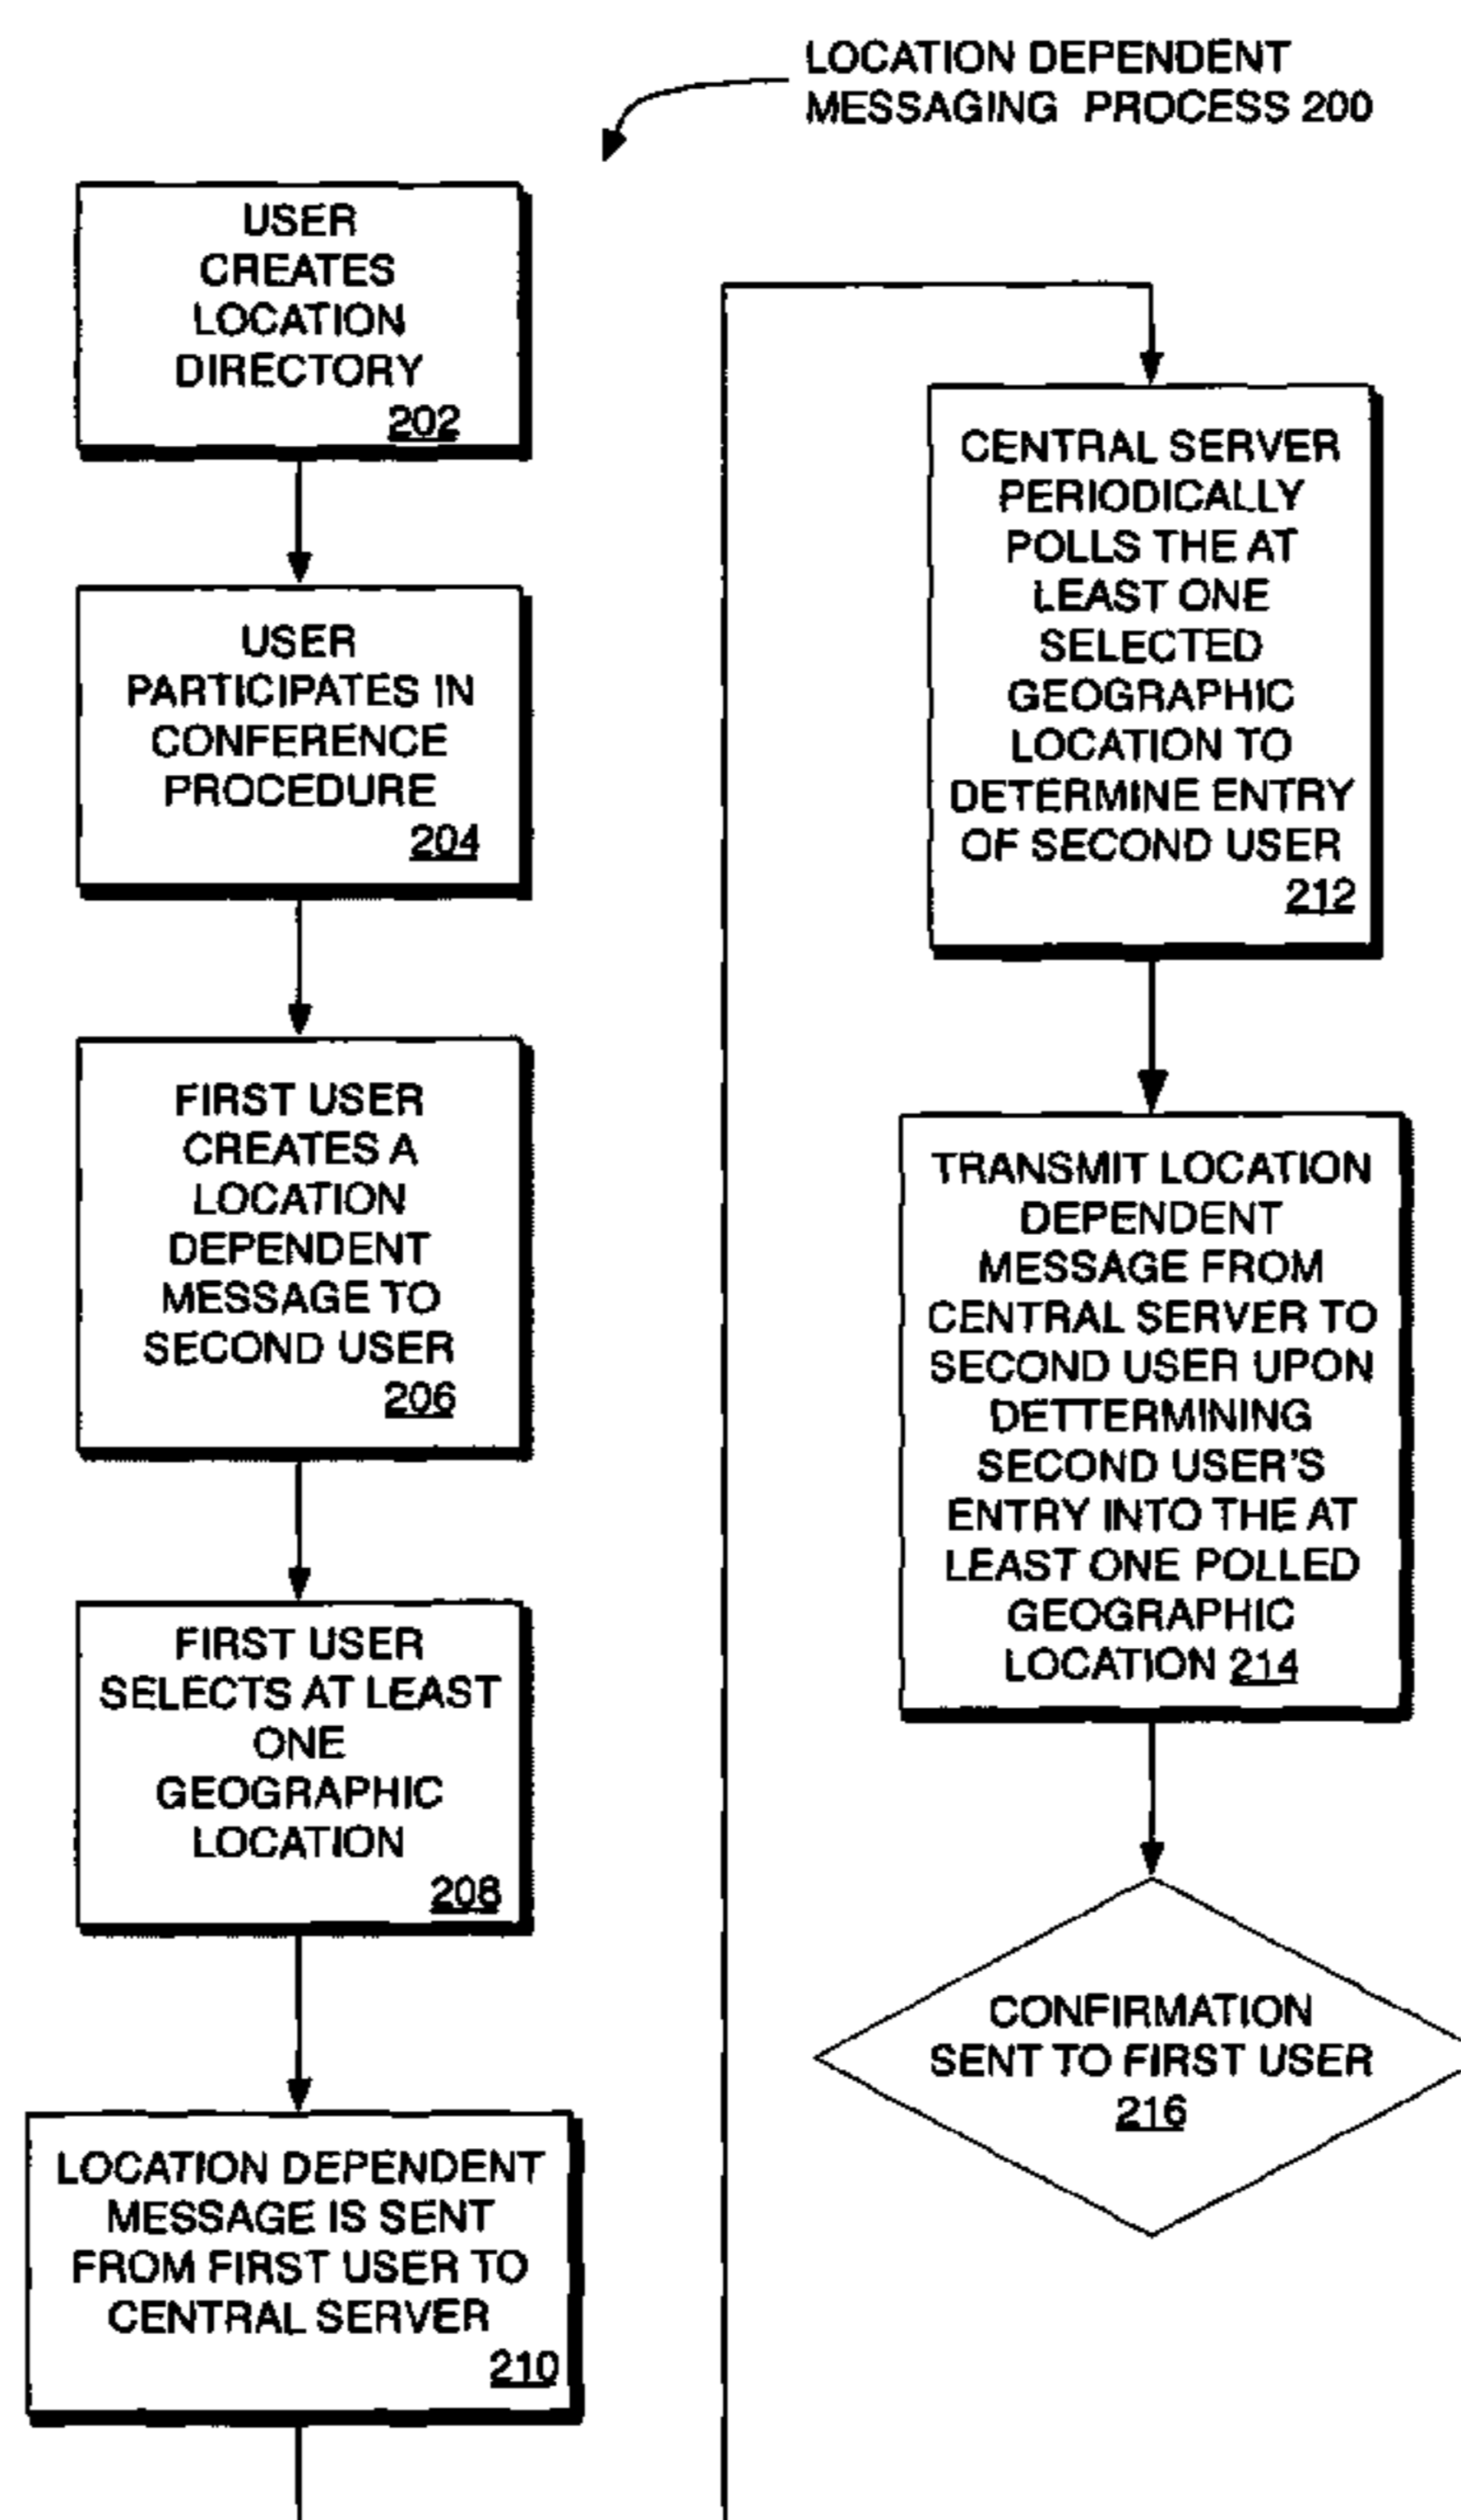 LOCATION DEPENDENT
MESSAGING PROCESS 200
USER
CREATES
LOCATION
DIRECTORY
202
USER
PARTICIPATES IN
CONFERENCE
PROCEDURE
204
FIRST USER
CREATES A
LOCATION
DEPENDENT
MESSAGE TO
SECOND USER
206
FIRST USER
SELECTS AT LEAST
ONE
GEOGRAPHIC
LOCATION
208
LOCATION DEPENDENT
MESSAGE IS SENT
FROM FIRST USER TO
CENTRAL SERVER
210
CENTRAL SERVER
PERIODICALLY
POLLS THE AT
LEAST ONE
SELECTED
GEOGRAPHIC
LOCATION TO
DETERMINE ENTRY
OF SECOND USER
212
TRANSMIT LOCATION
DEPENDENT
MESSAGE FROM
CENTRAL SERVER TO
SECOND USER UPON
DETTERMINING
SECOND USER'S
ENTRY INTO THE AT
LEAST ONE POLLED
GEOGRAPHIC
LOCATION 214
CONFIRMATION
SENT TO FIRST USER
216